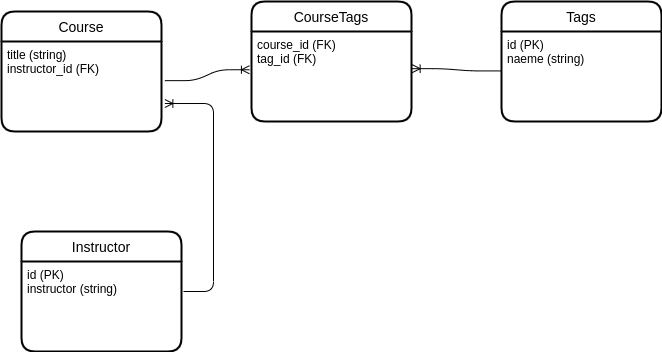 Course
title (string)
instructor_id (FK)
CourseTags
course_id (FK)
tag_id (FK)
Tags
id (PK)
naeme (string)
Instructor
id (PK)
instructor (string)